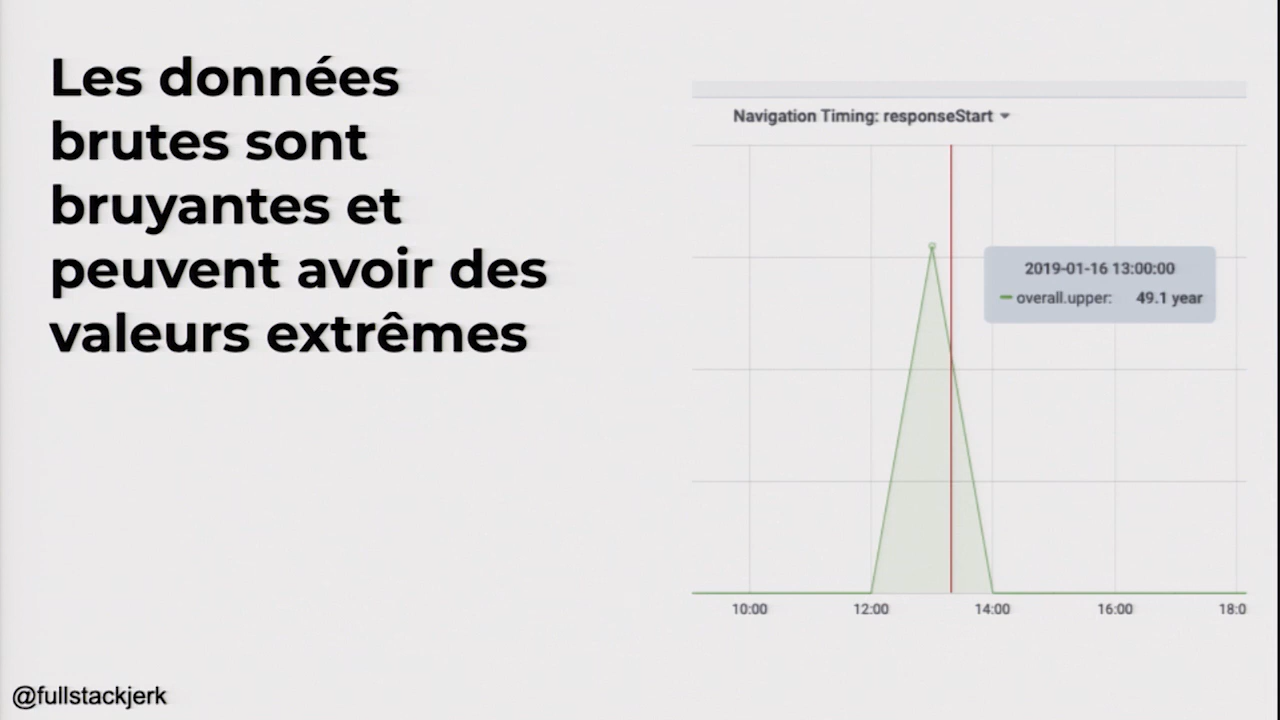 Les données
brutes sont
bruyantes et
peuvent avoir des
valeurs extrêmes
Navigation Timing: responseStart
2019-01-16 13:00:00
overall.upper: 49.1 year
10:00 12:00 14:00 16:00 18:0
@fullstackjerk